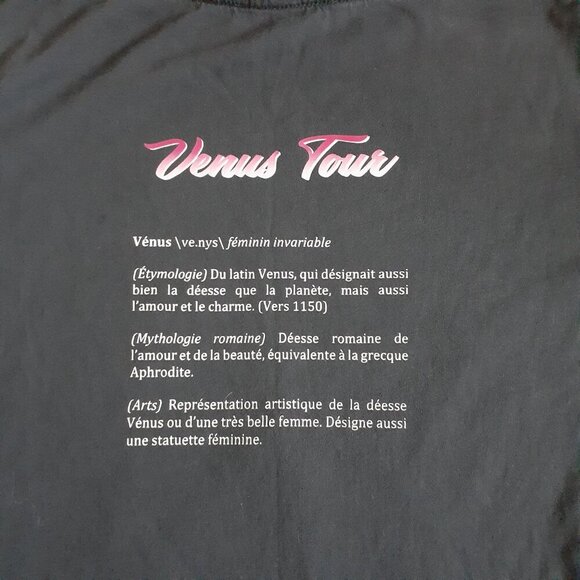 Venus Tour
Vénus \ve.nys\ féminin invariable
(Étymologie) Du latin Venus, qui désignait aussi
bien la déesse que la planète, mais aussi
l'amour et le charme. (Vers 1150)
(Mythologie romaine) Déesse romaine de
l'amour et de la beauté, équivalente à la grecque
Aphrodite.
(Arts) Représentation artistique de la déesse
Vénus ou d'une très belle femme. Désigne aussi
une statuette féminine.